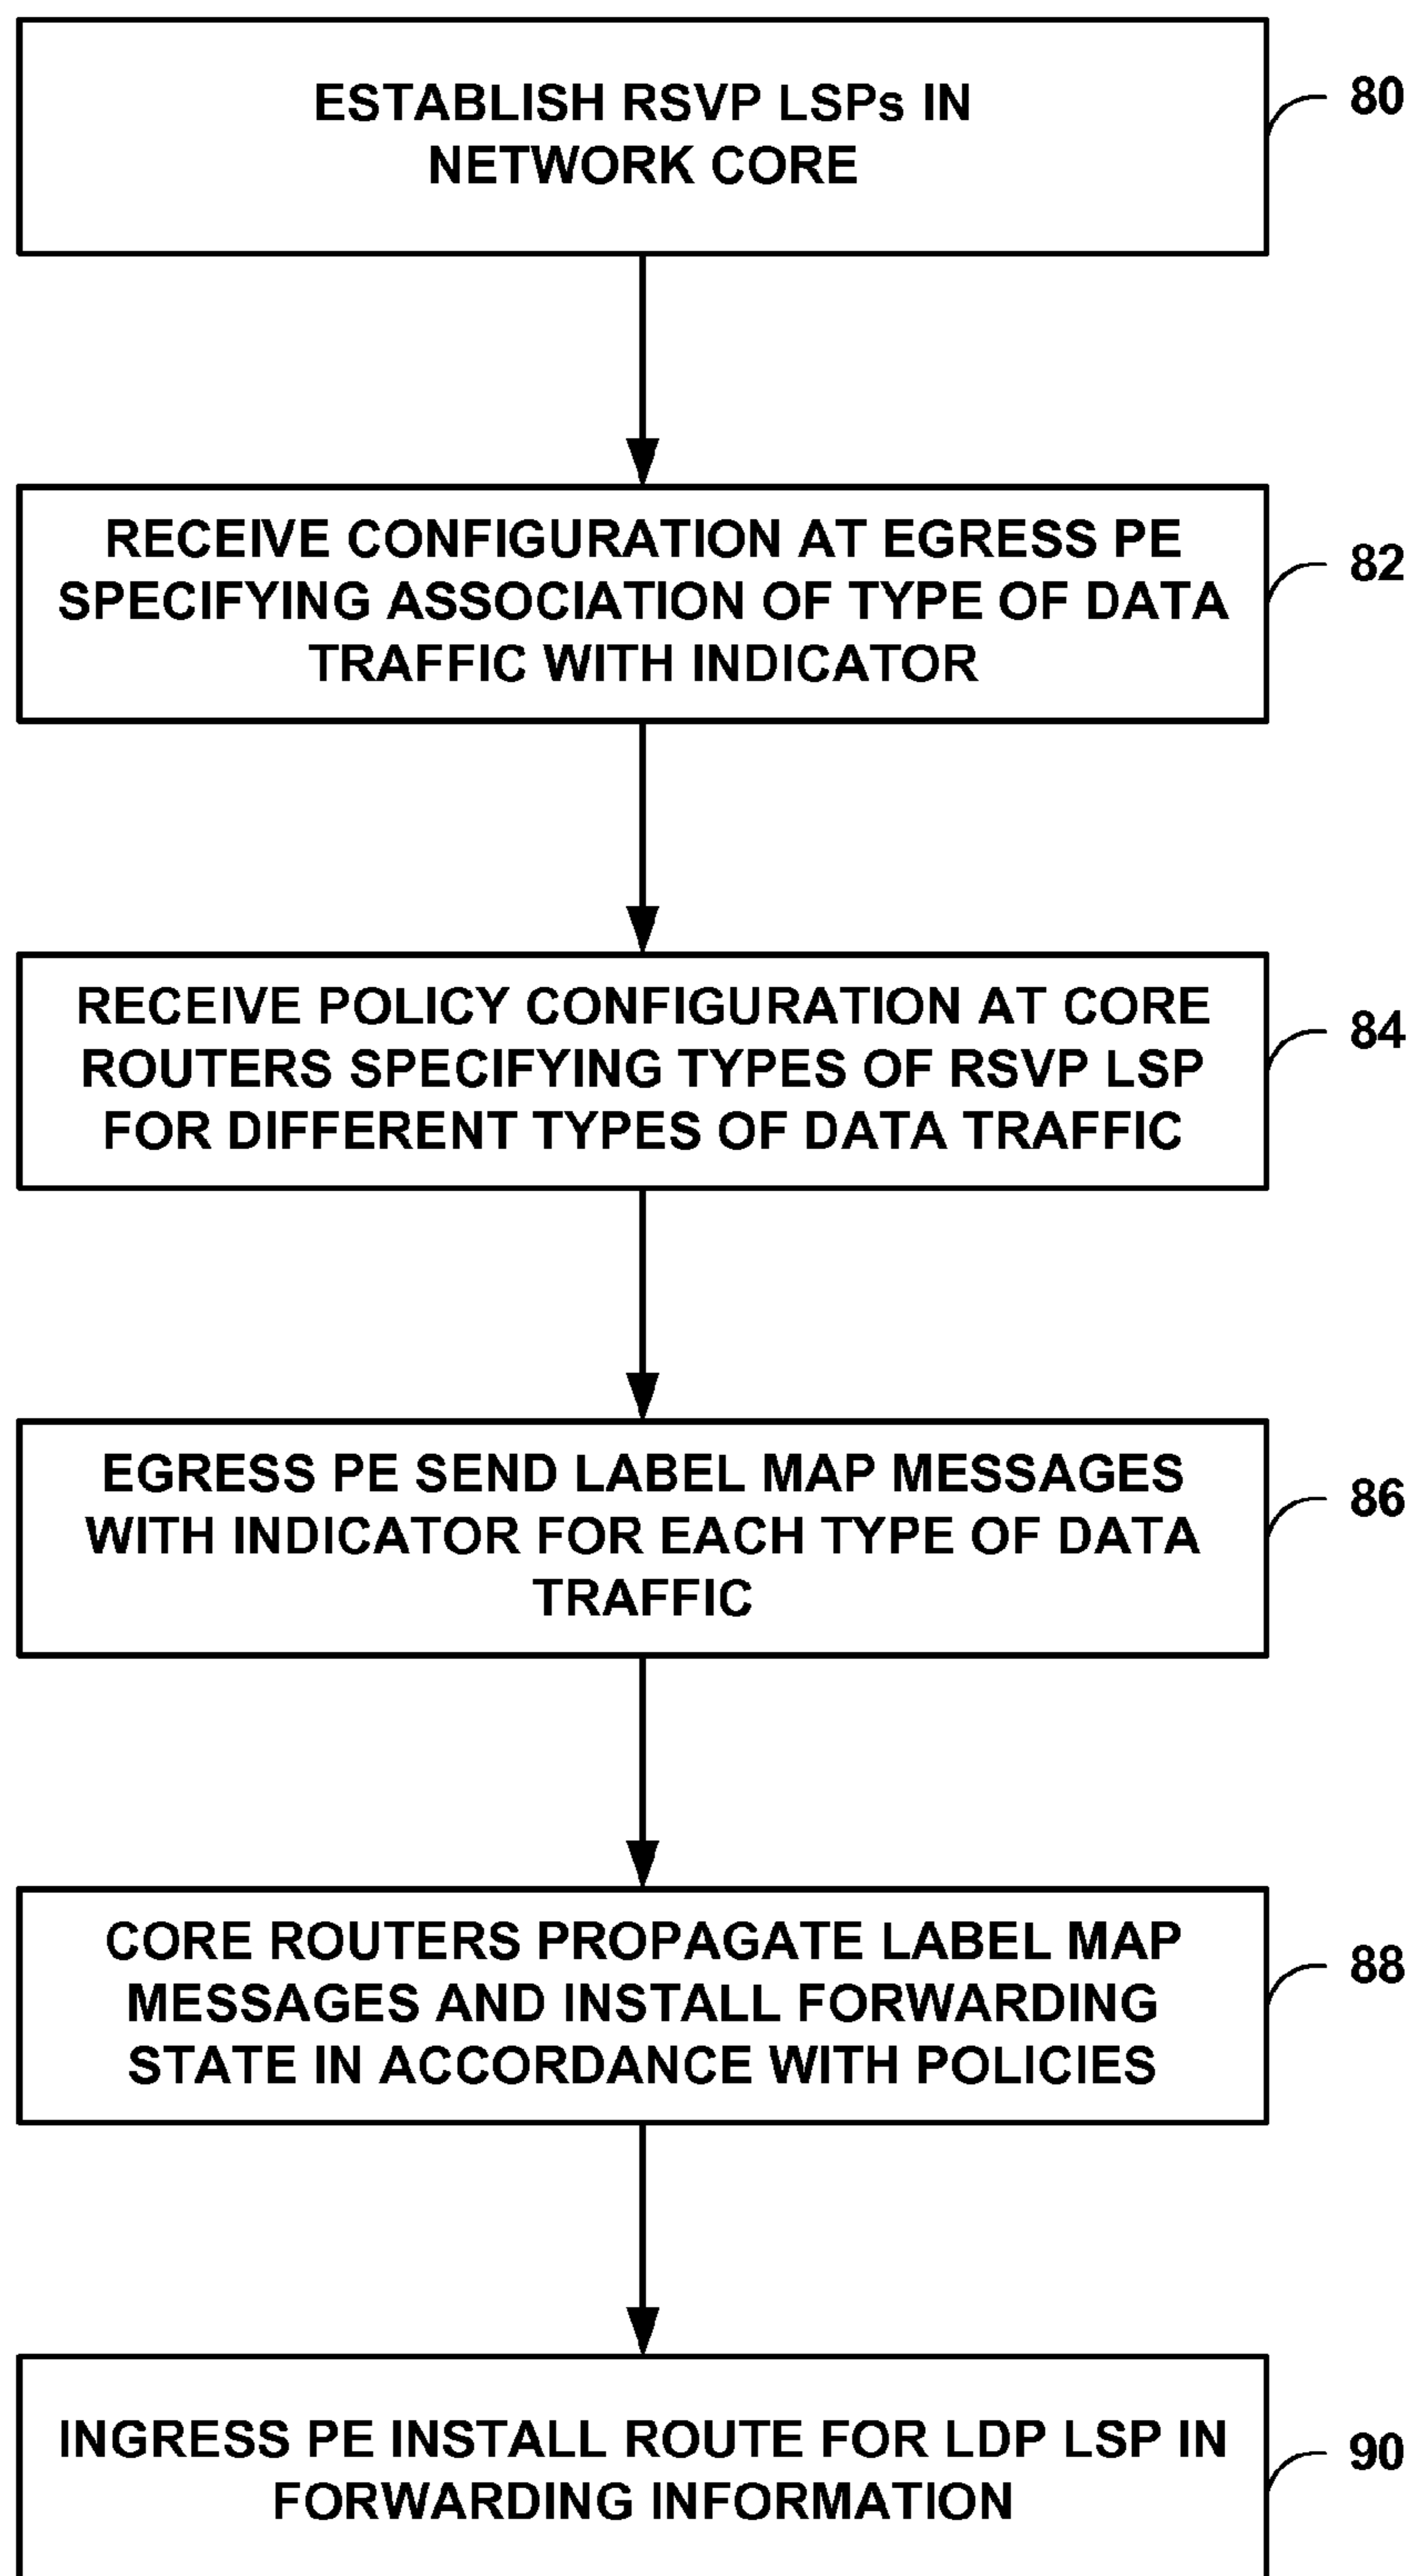 ESTABLISH RSVP LSPs IN
NETWORK CORE
80
RECEIVE CONFIGURATION AT EGRESS PE
SPECIFYING ASSOCIATION OF TYPE OF DATA
TRAFFIC WITH INDICATOR
82
RECEIVE POLICY CONFIGURATION AT CORE
ROUTERS SPECIFYING TYPES OF RSVP LSP
FOR DIFFERENT TYPES OF DATA TRAFFIC
84
EGRESS PE SEND LABEL MAP MESSAGES
WITH INDICATOR FOR EACH TYPE OF DATA
TRAFFIC
86
CORE ROUTERS PROPAGATE LABEL MAP
MESSAGES AND INSTALL FORWARDING
STATE IN ACCORDANCE WITH POLICIES
88
INGRESS PE INSTALL ROUTE FOR LDP LSP IN
FORWARDING INFORMATION
90